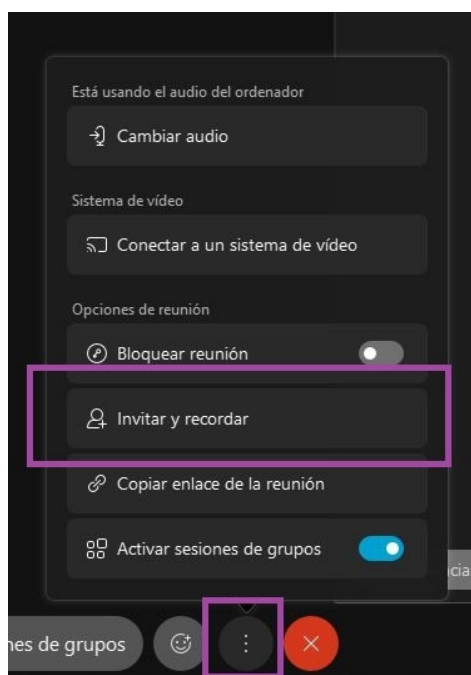 Está usando el audio del ordenador
Cambiar audio
Sistema de vídeo
Conectar a un sistema de vídeo
Opciones de reunión
Bloquear reunión
Invitar y recordar
Copiar enlace de la reunión
Activar sesiones de grupos
de grupos